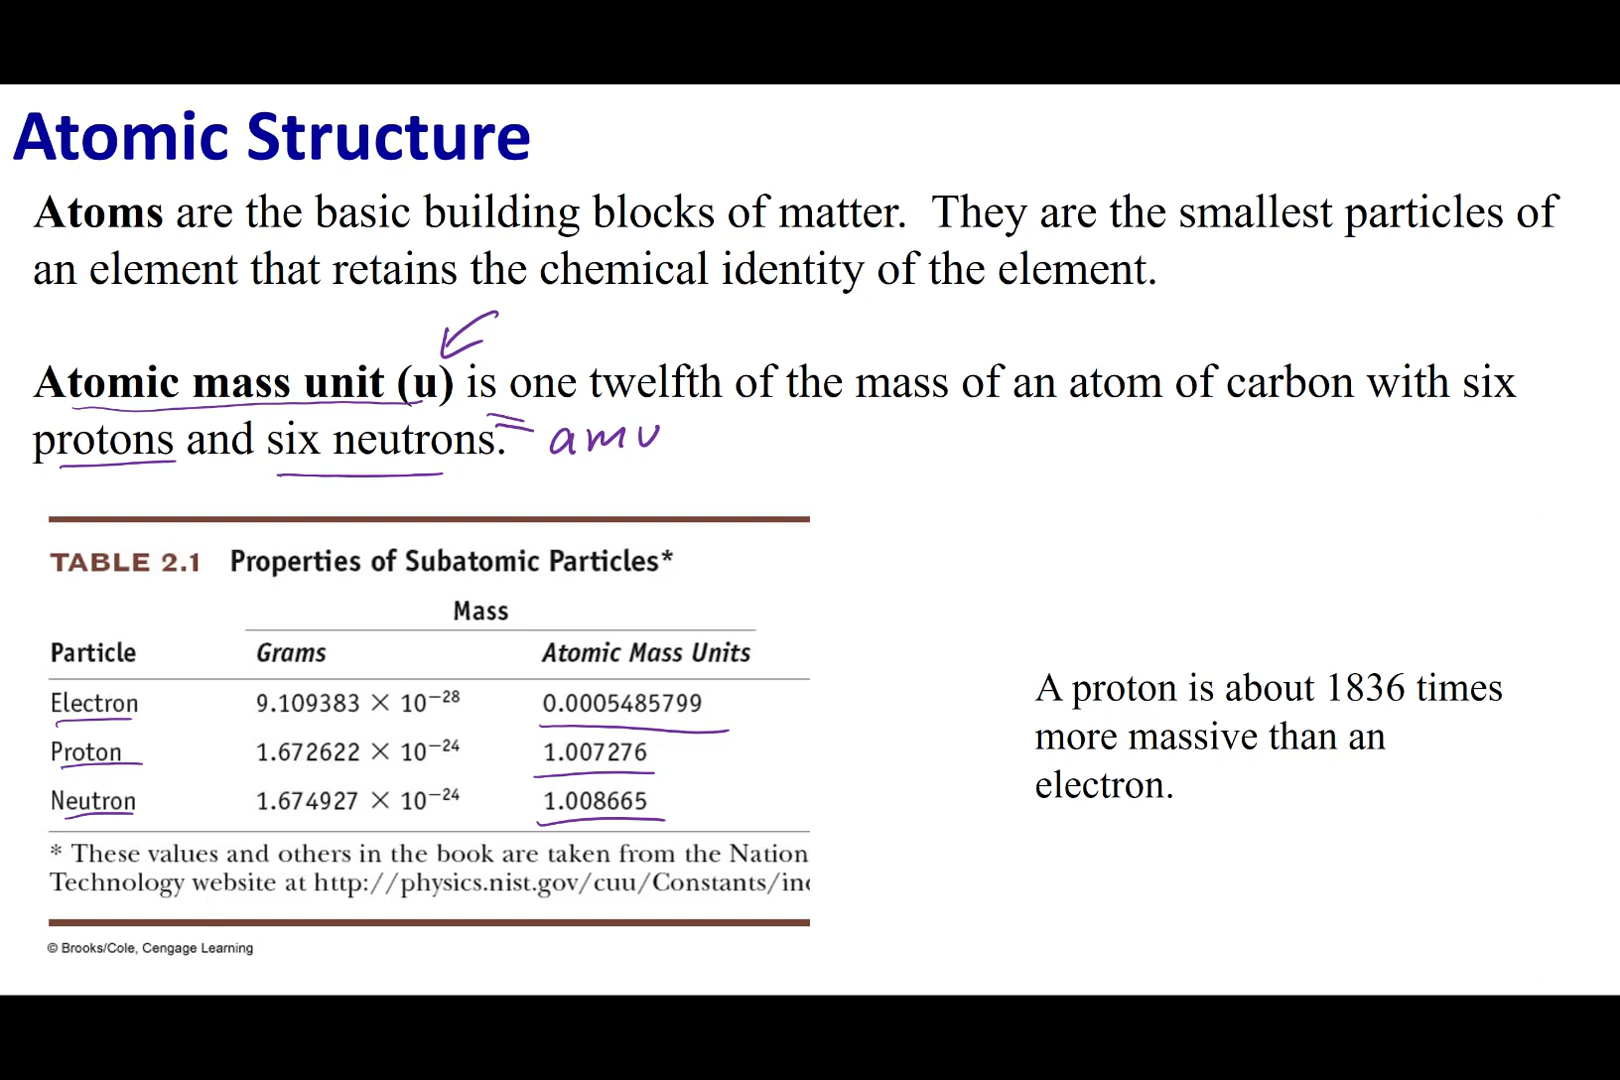 Atomic Structure
Atoms are the basic building blocks of matter.  They are the smallest particles of
an element that retains the chemical identity of the element.
Atomic mass unit (u) is one twelfth of the mass of an atom of carbon with six
protons and six neutrons. = amu
TABLE 2.1 Properties of Subatomic Particles*
Mass
Particle Grams Atomic Mass Units
Electron 9.109383 × 10⁻²⁸ 0.0005485799
Proton 1.672622 × 10⁻²⁴ 1.007276
Neutron 1.674927 × 10⁻²⁴ 1.008665
* These values and others in the book are taken from the Nation
Technology website at http://physics.nist.gov/cuu/Constants/in
© Brooks/Cole, Cengage Learning
A proton is about 1836 times
more massive than an
electron.